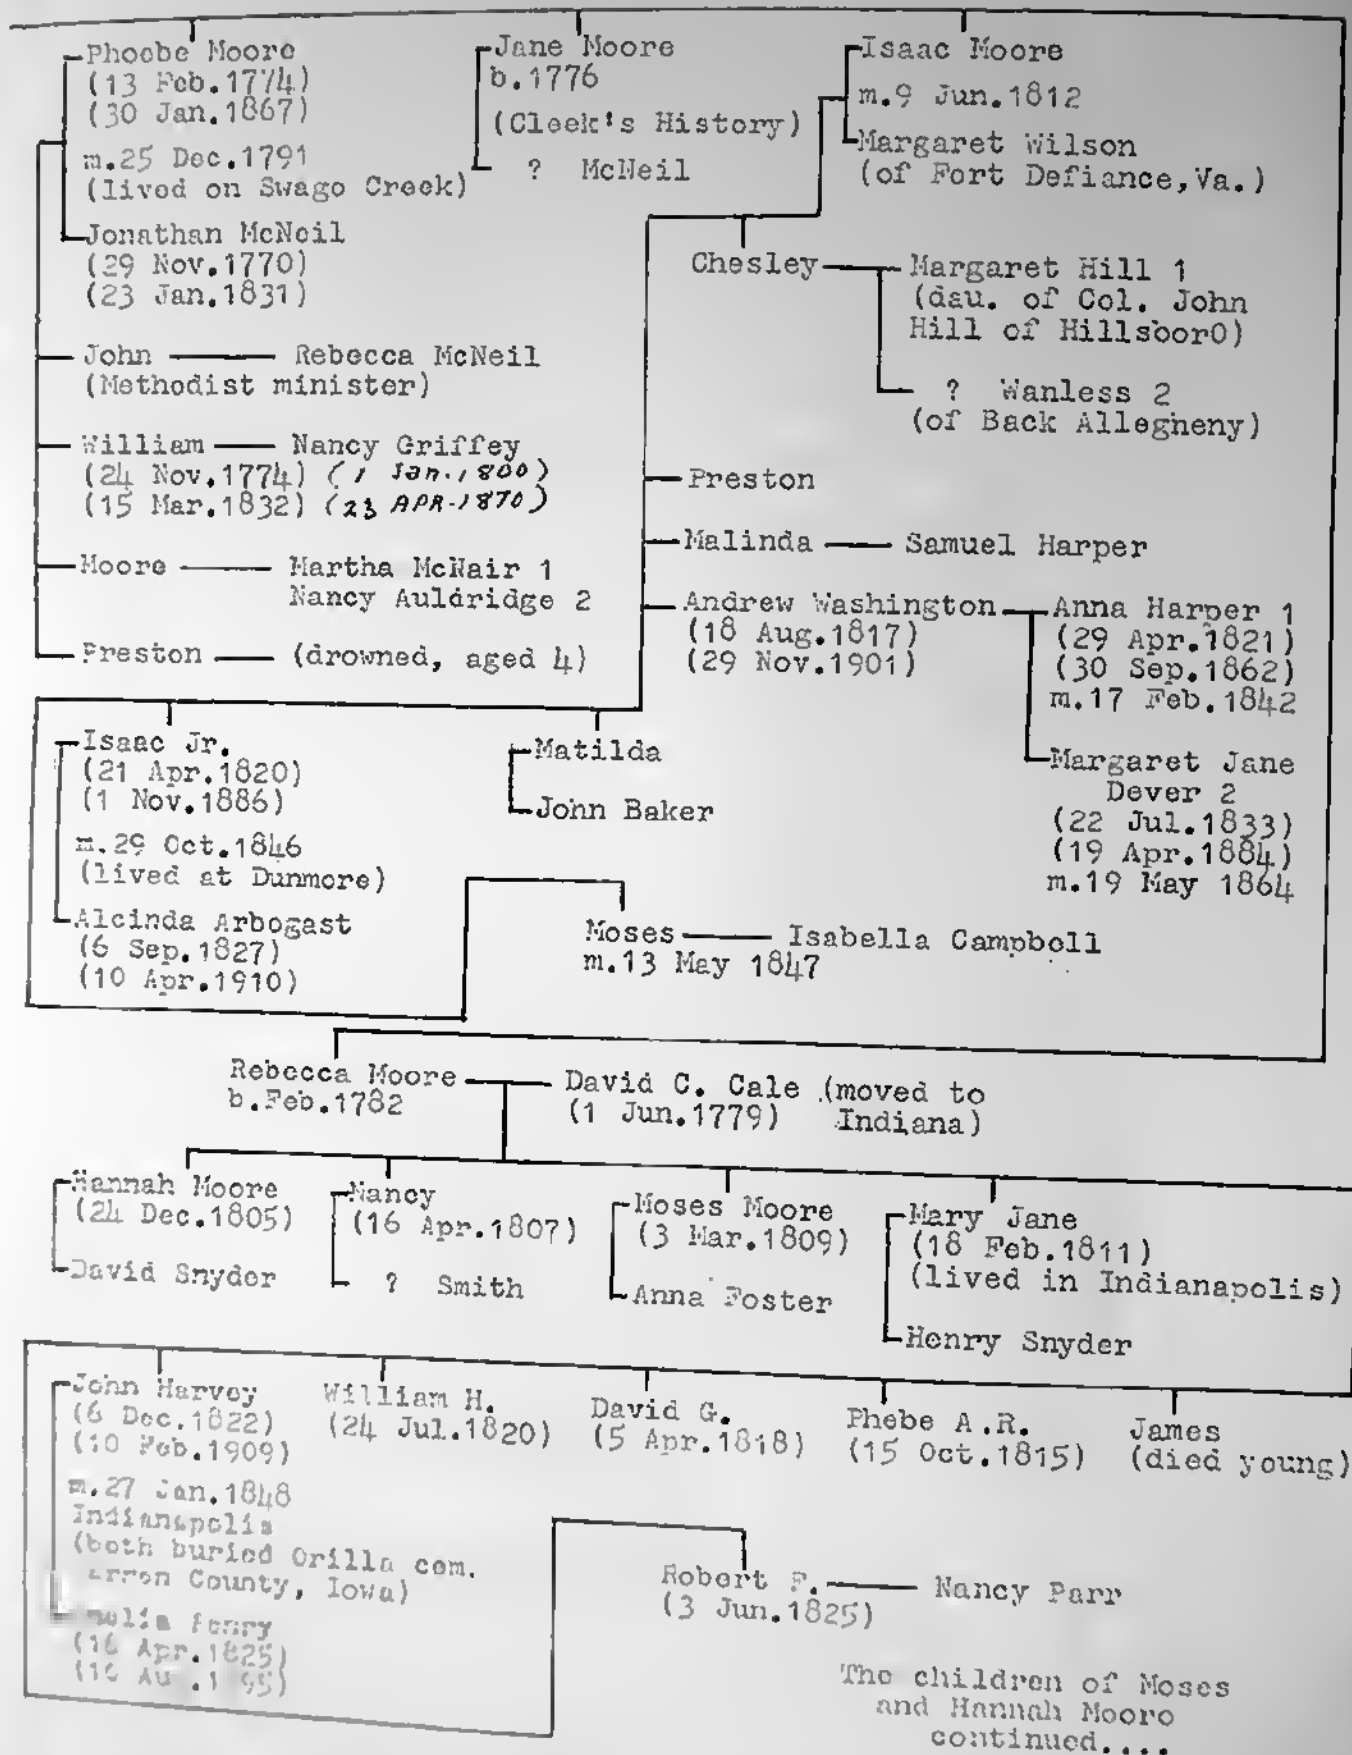 Phoebe Moore
(13 Feb.1774)
(30 Jan.1867)
m.25 Dec.1791
(lived on Swago Creek)
Jonathan McNeil
(29 Nov.1770)
(23 Jan.1831)
John Rebecca McNeil
(Methodist minister)
William Nancy Griffey
(24 Nov.1774) (1 Jan.1800)
(15 Mar.1832) (23 APR-1870)
Moore Martha McNair 1
Nancy Auldridge 2
Preston (drowned, aged 4)
Jane Moore
b.1776
(Cleek's History)
? McNeil
Isaac Moore
m.9 Jun.1812
Margaret Wilson
(of Fort Defiance,Va.)
Chesley Margaret Hill 1
(dau. of Col. John
Hill of HillsborO)
? Wanless 2
(of Back Allegheny)
Preston
Malinda Samuel Harper
Andrew Washington Anna Harper 1
(18 Aug.1817) (29 Apr.1821)
(29 Nov.1901) (30 Sep.1862)
m.17 Feb.1842
Margaret Jane
Dever 2
(22 Jul.1833)
(19 Apr.1884)
m.19 May 1864
Isaac Jr.
(21 Apr.1820)
(1 Nov.1886)
m.29 Oct.1846
(lived at Dunmore)
Alcinda Arbogast
(6 Sep.1827)
(10 Apr.1910)
Matilda
John Baker
Moses Isabella Campbell
m.13 May 1847
Rebecca Moore David C. Cale (moved to
b.Feb.1782 (1 Jun.1779) Indiana)
Hannah Moore
(24 Dec.1805)
David Snyder
Nancy
(16 Apr.1807)
? Smith
Moses Moore
(3 Mar.1809)
Anna Foster
Mary Jane
(18 Feb.1811)
(lived in Indianapolis)
Henry Snyder
John Harvey
(6 Dec.1822)
(10 Feb.1909)
m.27 Jan.1848
Indianapolis
(both buried Orilla cem.
County, Iowa)
(16 Apr.1825)
William H.
(24 Jul.1820)
David G.
(5 Apr.1818)
Phebe A.R.
(15 Oct.1815)
James
(died young)
Robert F. Nancy Parr
(3 Jun.1825)
The children of Moses
and Hannah Moore
continued....